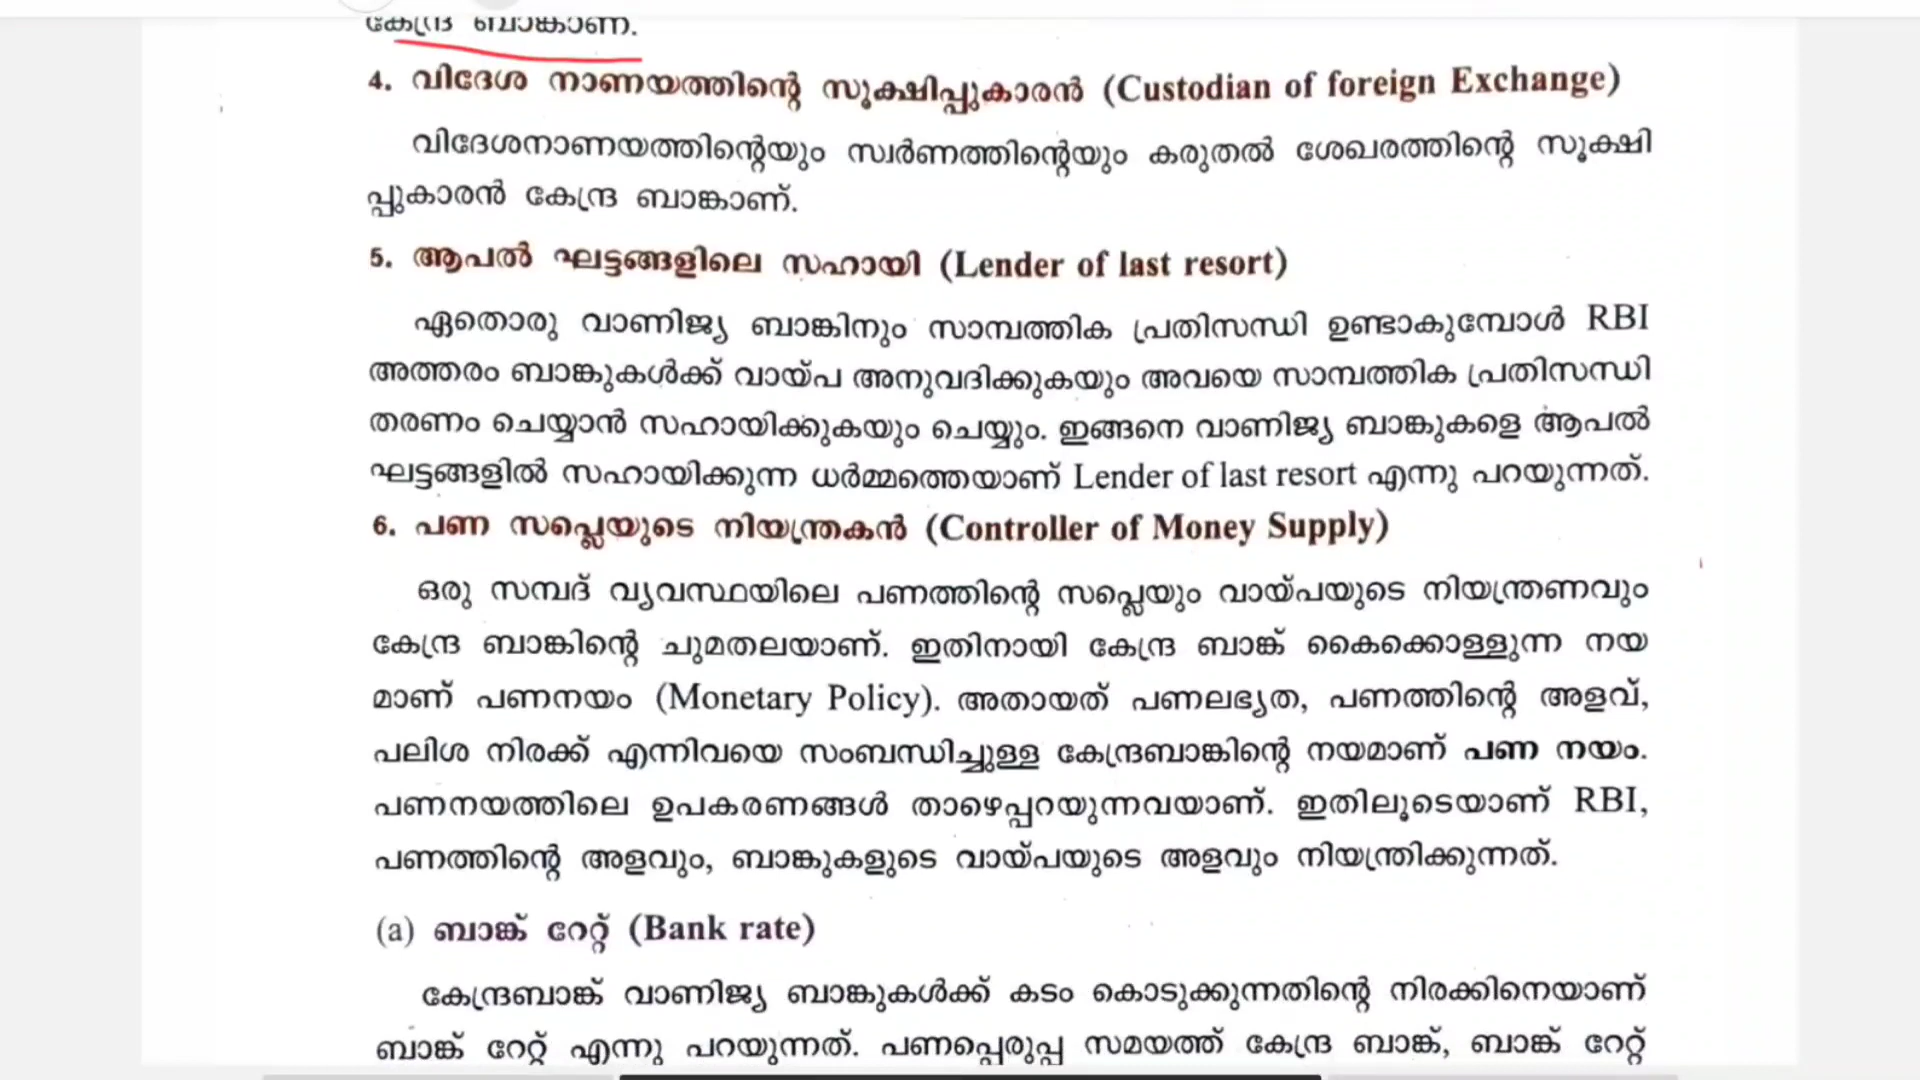 കേന്ദ്ര ബാങ്കാണ്.
4. വിദേശ നാണയത്തിന്റെ സൂക്ഷിപ്പുകാരൻ (Custodian of foreign Exchange)
വിദേശനാണയത്തിന്റെയും സ്വർണത്തിന്റെയും കരുതൽ ശേഖരത്തിന്റെ സൂക്ഷി
പ്പുകാരൻ കേന്ദ്ര ബാങ്കാണ്.
5. ആപൽ ഘട്ടങ്ങളിലെ സഹായി (Lender of last resort)
ഏതൊരു വാണിജ്യ ബാങ്കിനും സാമ്പത്തിക പ്രതിസന്ധി ഉണ്ടാകുമ്പോൾ RBI
അത്തരം ബാങ്കുകൾക്ക് വായ്പ അനുവദിക്കുകയും അവയെ സാമ്പത്തിക പ്രതിസന്ധി
തരണം ചെയ്യാൻ സഹായിക്കുകയും ചെയ്യും. ഇങ്ങനെ വാണിജ്യ ബാങ്കുകളെ ആപൽ
ഘട്ടങ്ങളിൽ സഹായിക്കുന്ന ധർമ്മത്തെയാണ് Lender of last resort എന്നു പറയുന്നത്.
6. പണ സപ്ലൈയുടെ നിയന്ത്രകൻ (Controller of Money Supply)
ഒരു സമ്പദ് വ്യവസ്ഥയിലെ പണത്തിന്റെ സപ്ലൈയും വായ്പയുടെ നിയന്ത്രണവും
കേന്ദ്ര ബാങ്കിന്റെ ചുമതലയാണ്. ഇതിനായി കേന്ദ്ര ബാങ്ക് കൈക്കൊള്ളുന്ന നയ
മാണ് പണനയം (Monetary Policy). അതായത് പണലഭ്യത, പണത്തിന്റെ അളവ്,
പലിശ നിരക്ക് എന്നിവയെ സംബന്ധിച്ചുള്ള കേന്ദ്രബാങ്കിന്റെ നയമാണ് പണ നയം.
പണനയത്തിലെ ഉപകരണങ്ങൾ താഴെപ്പറയുന്നവയാണ്. ഇതിലൂടെയാണ് RBI,
പണത്തിന്റെ അളവും, ബാങ്കുകളുടെ വായ്പയുടെ അളവും നിയന്ത്രിക്കുന്നത്.
(a) ബാങ്ക് റേറ്റ് (Bank rate)
കേന്ദ്രബാങ്ക് വാണിജ്യ ബാങ്കുകൾക്ക് കടം കൊടുക്കുന്നതിന്റെ നിരക്കിനെയാണ്
ബാങ്ക് റേറ്റ് എന്നു പറയുന്നത്. പണപ്പെരുപ്പ സമയത്ത് കേന്ദ്ര ബാങ്ക്, ബാങ്ക് റേറ്റ്